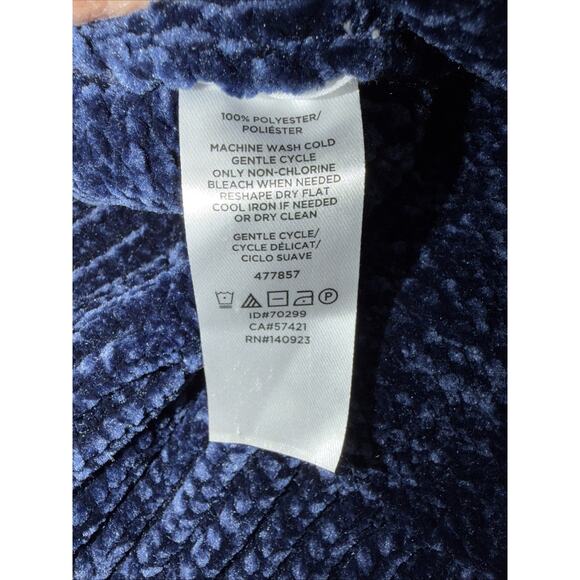 100% POLYESTER/
POLIÉSTER
MACHINE WASH COLD
GENTLE CYCLE
ONLY NON-CHLORINE
BLEACH WHEN NEEDED
RESHAPE DRY FLAT
COOL IRON IF NEEDED
OR DRY CLEAN
GENTLE CYCLE/
CYCLE DÉLICAT/
CICLO SUAVE
477857
P
ID#70299
CA#57421
RN#140923